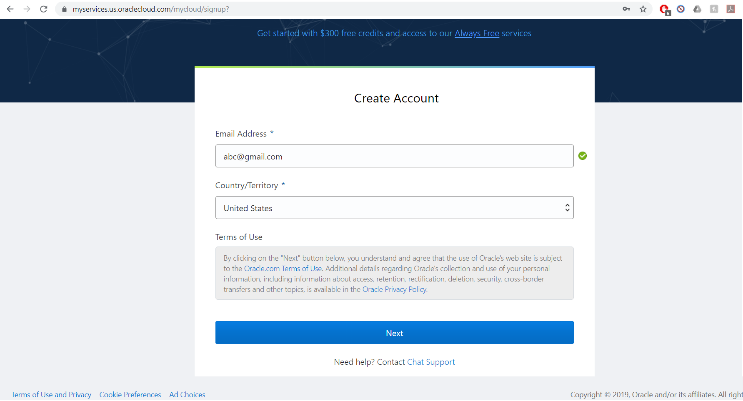 myservices.us.oraclecloud.com/mycloud/signup?
Get started with $300 free credits and access to our Always Free services
Create Account
Email Address *
abc@gmail.com
Country/Territory *
United States
Terms of Use
By clicking on the "Next" button below, you understand and agree that the use of Oracle's web site is subject
to the Oracle.com Terms of Use. Additional details regarding Oracle's collection and use of your personal
information, including information about access, retention, rectification, deletion, security, cross-border
transfers and other topics, is available in the Oracle Privacy Policy.
Next
Need help? Contact Chat Support
Terms of Use and Privacy Cookie Preferences Ad Choices
Copyright © 2019, Oracle and/or its affiliates. All right